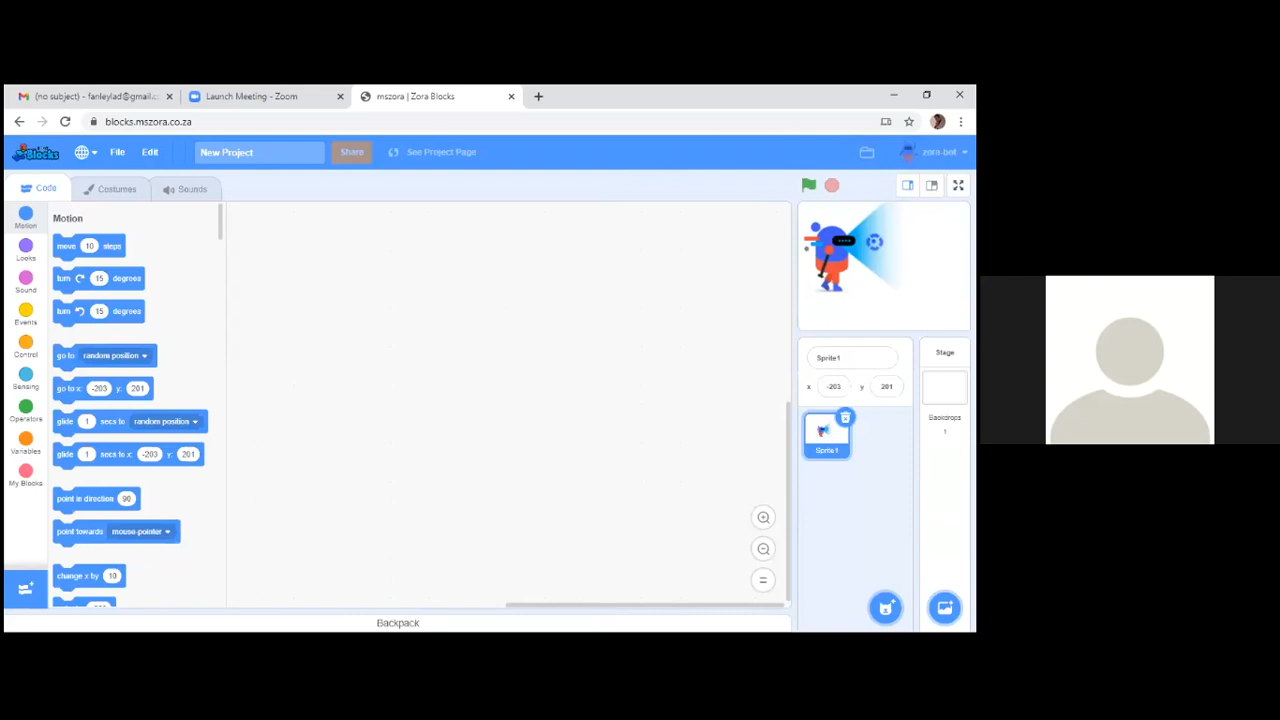 (no subject) - fanleylad@gmail.c
Launch Meeting - Zoom
mszora | Zora Blocks
blocks.mszora.co.za
Blocks
File
Edit
New Project
Share
See Project Page
zora-bot
Code
Costumes
Sounds
Motion
Looks
Sound
Events
Control
Sensing
Operators
Variables
My Blocks
Motion
move 10 steps
turn 15 degrees
turn 15 degrees
go to random position
go to x: -203 y: 201
glide 1 secs to random position
glide 1 secs to x: -203 y: 201
point in direction 90
point towards mouse-pointer
change x by 10
Sprite1
x -203 y 201
Sprite1
Stage
Backdrops
1
Backpack